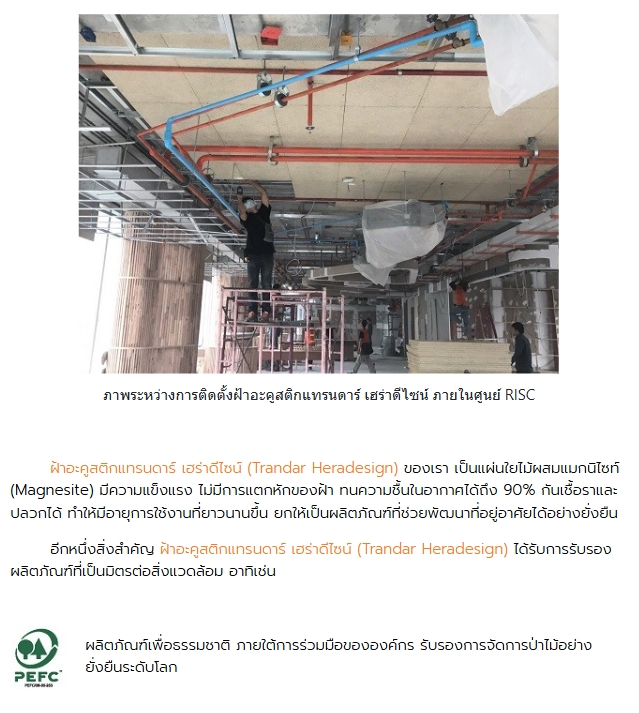 ภาพระหว่างการติดตั้งฝ้าอะคูสติกแทรนดาร์ เฮร่าดีไซน์ ภายในศูนย์ RISC
ฝ้าอะคูสติกแทรนดาร์ เฮร่าดีไซน์ (Trandar Heradesign) ของเรา เป็นแผ่นใยไม้ผสมแมกนิไซท์
(Magnesite) มีความแข็งแรง ไม่มีการแตกหักของฝ้า ทนความชื้นในอากาศได้ถึง 90% กันเชื้อราและ
ปลวกได้ ทำให้มีอายุการใช้งานที่ยาวนานขึ้น ยกให้เป็นผลิตภัณฑ์ที่ช่วยพัฒนาที่อยู่อาศัยได้อย่างยั่งยืน
อีกหนึ่งสิ่งสำคัญ ฝ้าอะคูสติกแทรนดาร์ เฮร่าดีไซน์ (Trandar Heradesign) ได้รับการรับรอง
ผลิตภัณฑ์ที่เป็นมิตรต่อสิ่งแวดล้อม อาทิเช่น
ผลิตภัณฑ์เพื่อธรรมชาติ ภายใต้การร่วมมือขององค์กร รับรองการจัดการป่าไม้อย่าง
ยั่งยืนระดับโลก
PEFC